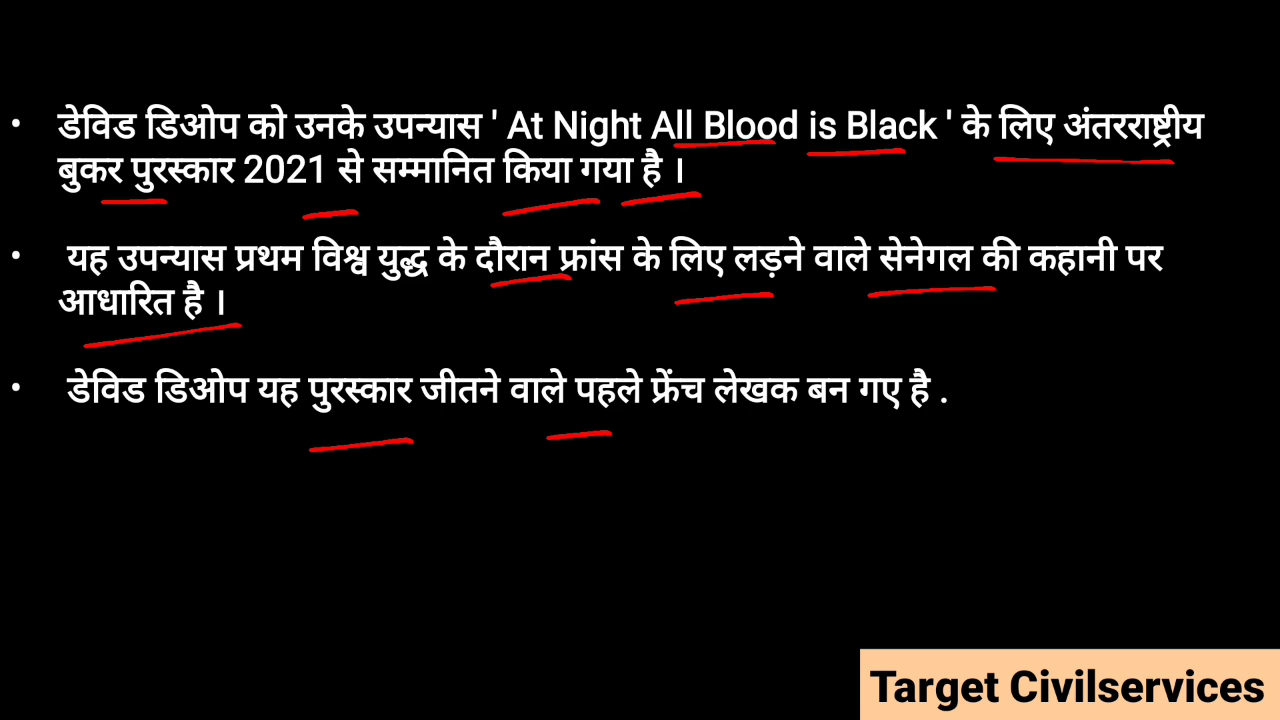 • डेविड डिओप को उनके उपन्यास ' At Night All Blood is Black ' के लिए अंतरराष्ट्रीय
बुकर पुरस्कार 2021 से सम्मानित किया गया है ।
• यह उपन्यास प्रथम विश्व युद्ध के दौरान फ्रांस के लिए लड़ने वाले सेनेगल की कहानी पर
आधारित है ।
• डेविड डिओप यह पुरस्कार जीतने वाले पहले फ्रेंच लेखक बन गए है .
Target Civilservices